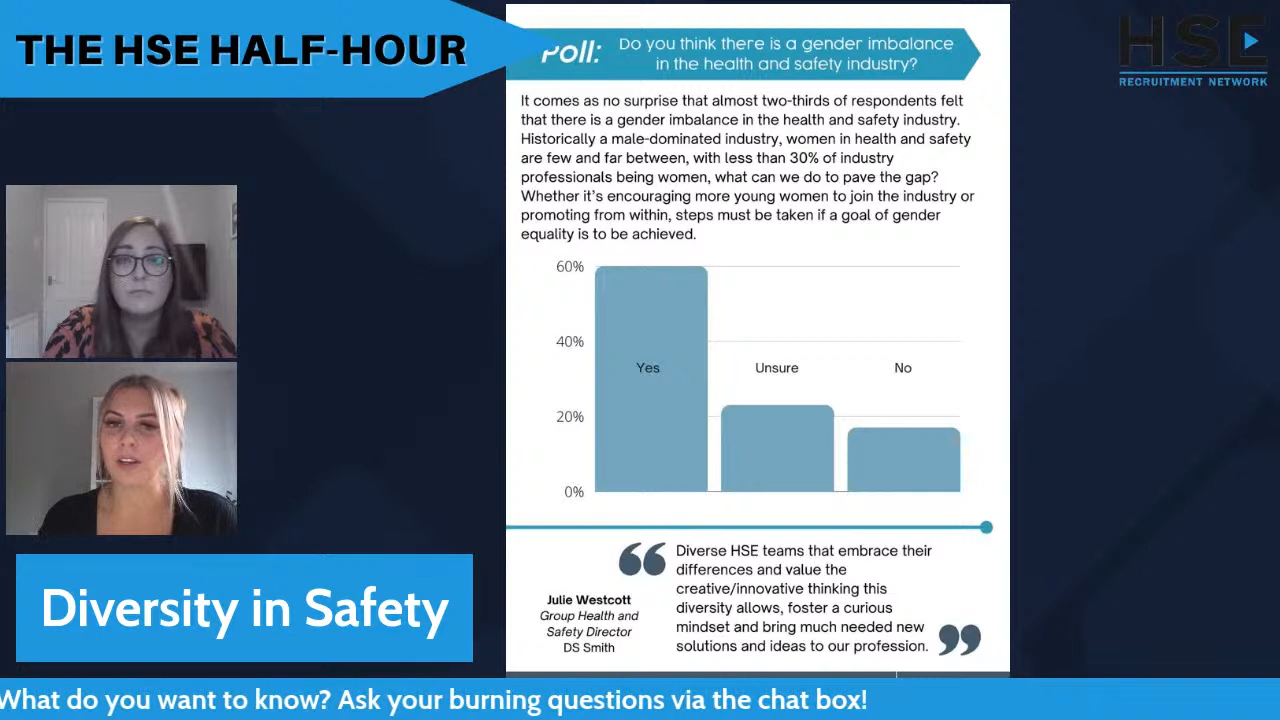 THE HSE HALF-HOUR
HSE
RECRUITMENT NETWORK
Poll: Do you think there is a gender imbalance
in the health and safety industry?
It comes as no surprise that almost two-thirds of respondents felt
that there is a gender imbalance in the health and safety industry.
Historically a male-dominated industry, women in health and safety
are few and far between, with less than 30% of industry
professionals being women, what can we do to pave the gap?
Whether it's encouraging more young women to join the industry or
promoting from within, steps must be taken if a goal of gender
equality is to be achieved.
60%
40%
20%
0%
Yes
Unsure
No
Julie Westcott
Group Health and
Safety Director
DS Smith
“
Diverse HSE teams that embrace their
differences and value the
creative/innovative thinking this
diversity allows, foster a curious
mindset and bring much needed new
solutions and ideas to our profession.
”
Diversity in Safety
What do you want to know? Ask your burning questions via the chat box!